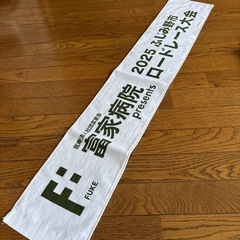 F:
FUKE
医療法人社団富家会
富家病院
presents
2025 ふじみ野市
ロードレース大会